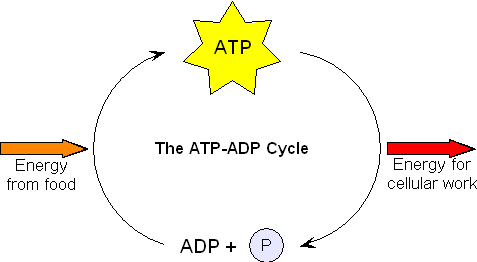 ATP
The ATP-ADP Cycle
Energy
from food
Energy for
cellular work
ADP + P